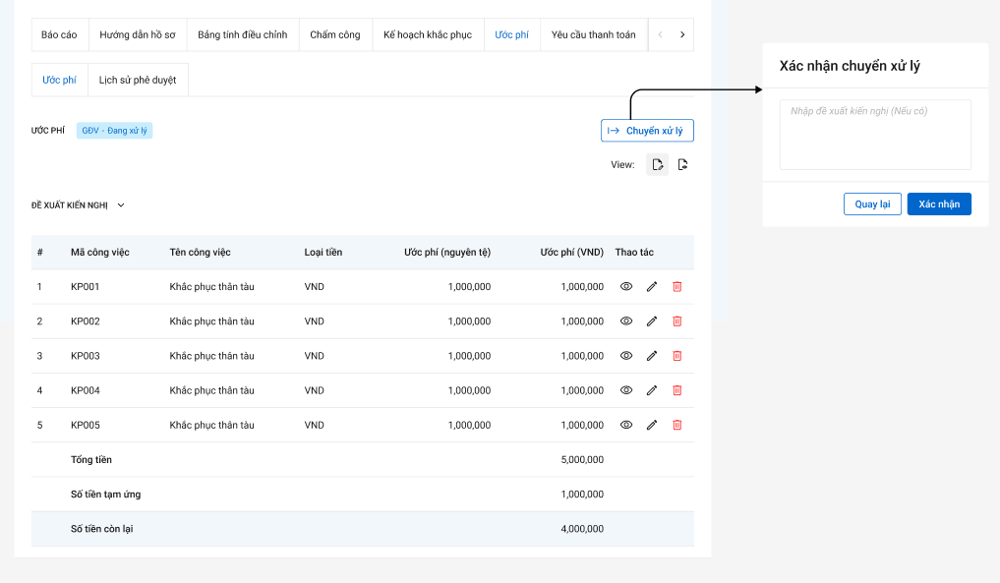 Báo cáo Hướng dẫn hồ sơ Bảng tính điều chỉnh Chấm công Kế hoạch khắc phục Ước phí Yêu cầu thanh toán
Ước phí Lịch sử phê duyệt
ƯỚC PHÍ GĐV - Đang xử lý Chuyển xử lý
View:
ĐỀ XUẤT KIẾN NGHỊ
# Mã công việc Tên công việc Loại tiền Ước phí (nguyên tệ) Ước phí (VND) Thao tác
1 KP001 Khắc phục thân tàu VND 1,000,000 1,000,000
2 KP002 Khắc phục thân tàu VND 1,000,000 1,000,000
3 KP003 Khắc phục thân tàu VND 1,000,000 1,000,000
4 KP004 Khắc phục thân tàu VND 1,000,000 1,000,000
5 KP005 Khắc phục thân tàu VND 1,000,000 1,000,000
Tổng tiền 5,000,000
Số tiền tạm ứng 1,000,000
Số tiền còn lại 4,000,000
Xác nhận chuyển xử lý
Nhập đề xuất kiến nghị (Nếu có)
Quay lại Xác nhận